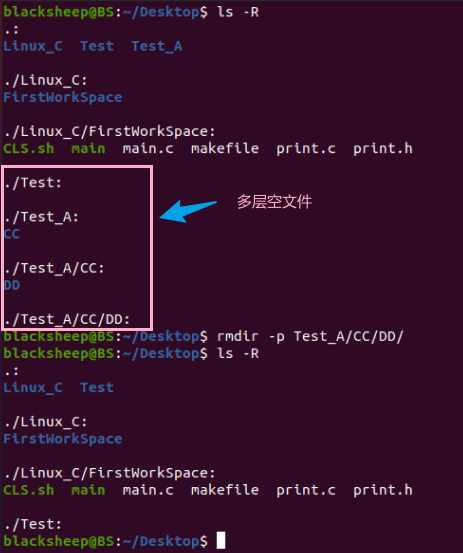 blacksheep@BS:~/Desktop$ ls -R
.:
Linux_C  Test  Test_A
./Linux_C:
FirstWorkSpace
./Linux_C/FirstWorkSpace:
CLS.sh  main  main.c  makefile  print.c  print.h
./Test:
多层空文件
./Test_A:
CC
./Test_A/CC:
DD
./Test_A/CC/DD:
blacksheep@BS:~/Desktop$ rmdir -p Test_A/CC/DD/
blacksheep@BS:~/Desktop$ ls -R
.:
Linux_C  Test
./Linux_C:
FirstWorkSpace
./Linux_C/FirstWorkSpace:
CLS.sh  main  main.c  makefile  print.c  print.h
./Test:
blacksheep@BS:~/Desktop$